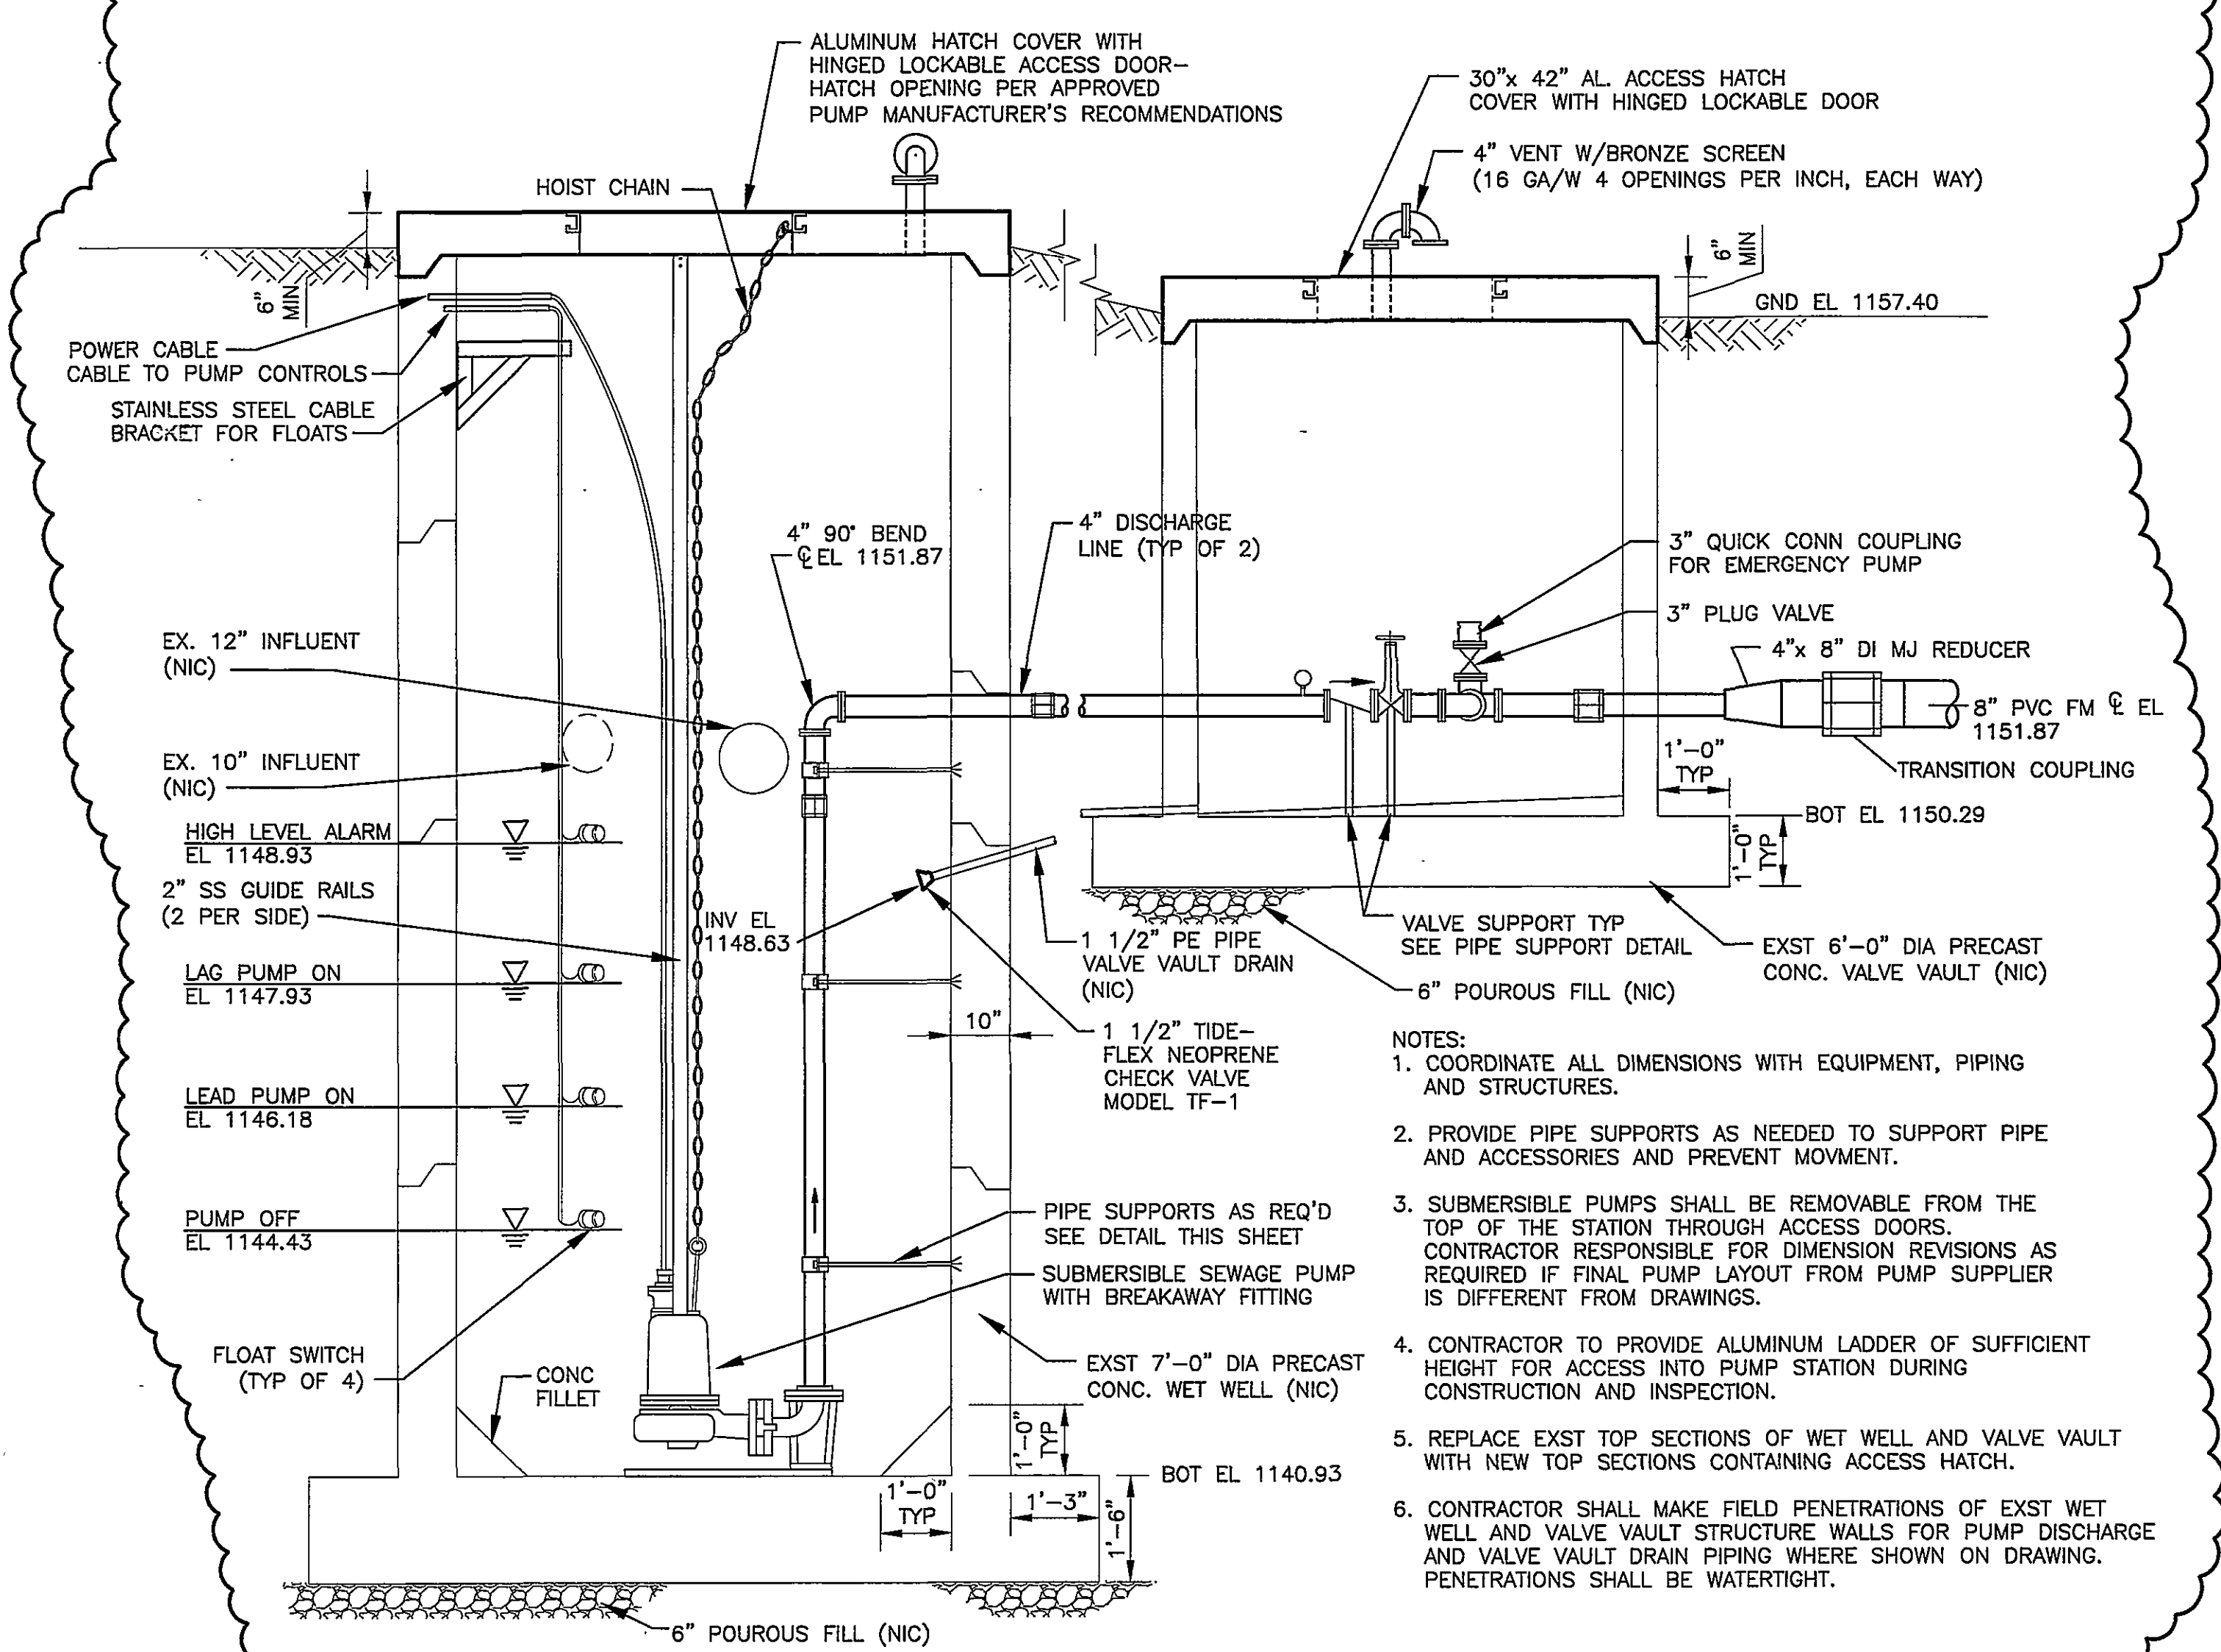 ALUMINUM HATCH COVER WITH
HINGED LOCKABLE ACCESS DOOR-
HATCH OPENING PER APPROVED
PUMP MANUFACTURER'S RECOMMENDATIONS
HOIST CHAIN
30"x 42" AL. ACCESS HATCH
COVER WITH HINGED LOCKABLE DOOR
4" VENT W/BRONZE SCREEN
(16 GA/W 4 OPENINGS PER INCH, EACH WAY)
6"
MIN
6"
MIN
GND EL 1157.40
POWER CABLE
CABLE TO PUMP CONTROLS
STAINLESS STEEL CABLE
BRACKET FOR FLOATS
4" 90° BEND
℄ EL 1151.87
4" DISCHARGE
LINE (TYP OF 2)
3" QUICK CONN COUPLING
FOR EMERGENCY PUMP
3" PLUG VALVE
4"x 8" DI MJ REDUCER
8" PVC FM ℄ EL
1151.87
TRANSITION COUPLING
1'-0"
TYP
BOT EL 1150.29
1'-0"
TYP
EX. 12" INFLUENT
(NIC)
EX. 10" INFLUENT
(NIC)
HIGH LEVEL ALARM
EL 1148.93
2" SS GUIDE RAILS
(2 PER SIDE)
INV EL
1148.63
LAG PUMP ON
EL 1147.93
LEAD PUMP ON
EL 1146.18
PUMP OFF
EL 1144.43
FLOAT SWITCH
(TYP OF 4)
CONC
FILLET
1 1/2" PE PIPE
VALVE VAULT DRAIN
(NIC)
10"
1 1/2" TIDE-
FLEX NEOPRENE
CHECK VALVE
MODEL TF-1
VALVE SUPPORT TYP
SEE PIPE SUPPORT DETAIL
6" POUROUS FILL (NIC)
EXST 6'-0" DIA PRECAST
CONC. VALVE VAULT (NIC)
PIPE SUPPORTS AS REQ'D
SEE DETAIL THIS SHEET
SUBMERSIBLE SEWAGE PUMP
WITH BREAKAWAY FITTING
EXST 7'-0" DIA PRECAST
CONC. WET WELL (NIC)
1'-0"
TYP
BOT EL 1140.93
1'-0"
TYP
1'-3"
1'-6"
6" POUROUS FILL (NIC)
NOTES:
1. COORDINATE ALL DIMENSIONS WITH EQUIPMENT, PIPING
AND STRUCTURES.
2. PROVIDE PIPE SUPPORTS AS NEEDED TO SUPPORT PIPE
AND ACCESSORIES AND PREVENT MOVMENT.
3. SUBMERSIBLE PUMPS SHALL BE REMOVABLE FROM THE
TOP OF THE STATION THROUGH ACCESS DOORS.
CONTRACTOR RESPONSIBLE FOR DIMENSION REVISIONS AS
REQUIRED IF FINAL PUMP LAYOUT FROM PUMP SUPPLIER
IS DIFFERENT FROM DRAWINGS.
4. CONTRACTOR TO PROVIDE ALUMINUM LADDER OF SUFFICIENT
HEIGHT FOR ACCESS INTO PUMP STATION DURING
CONSTRUCTION AND INSPECTION.
5. REPLACE EXST TOP SECTIONS OF WET WELL AND VALVE VAULT
WITH NEW TOP SECTIONS CONTAINING ACCESS HATCH.
6. CONTRACTOR SHALL MAKE FIELD PENETRATIONS OF EXST WET
WELL AND VALVE VAULT STRUCTURE WALLS FOR PUMP DISCHARGE
AND VALVE VAULT DRAIN PIPING WHERE SHOWN ON DRAWING.
PENETRATIONS SHALL BE WATERTIGHT.